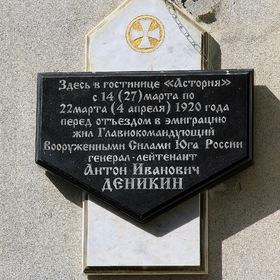 Здесь в гостинице «Астория»
с 14 (27) марта по
22 марта (4 апреля) 1920 года
перед отъездом в эмиграцию
жил Главнокомандующий
Вооруженными Силами Юга России
генерал-лейтенант
Антон Иванович
ДЕНИКИН